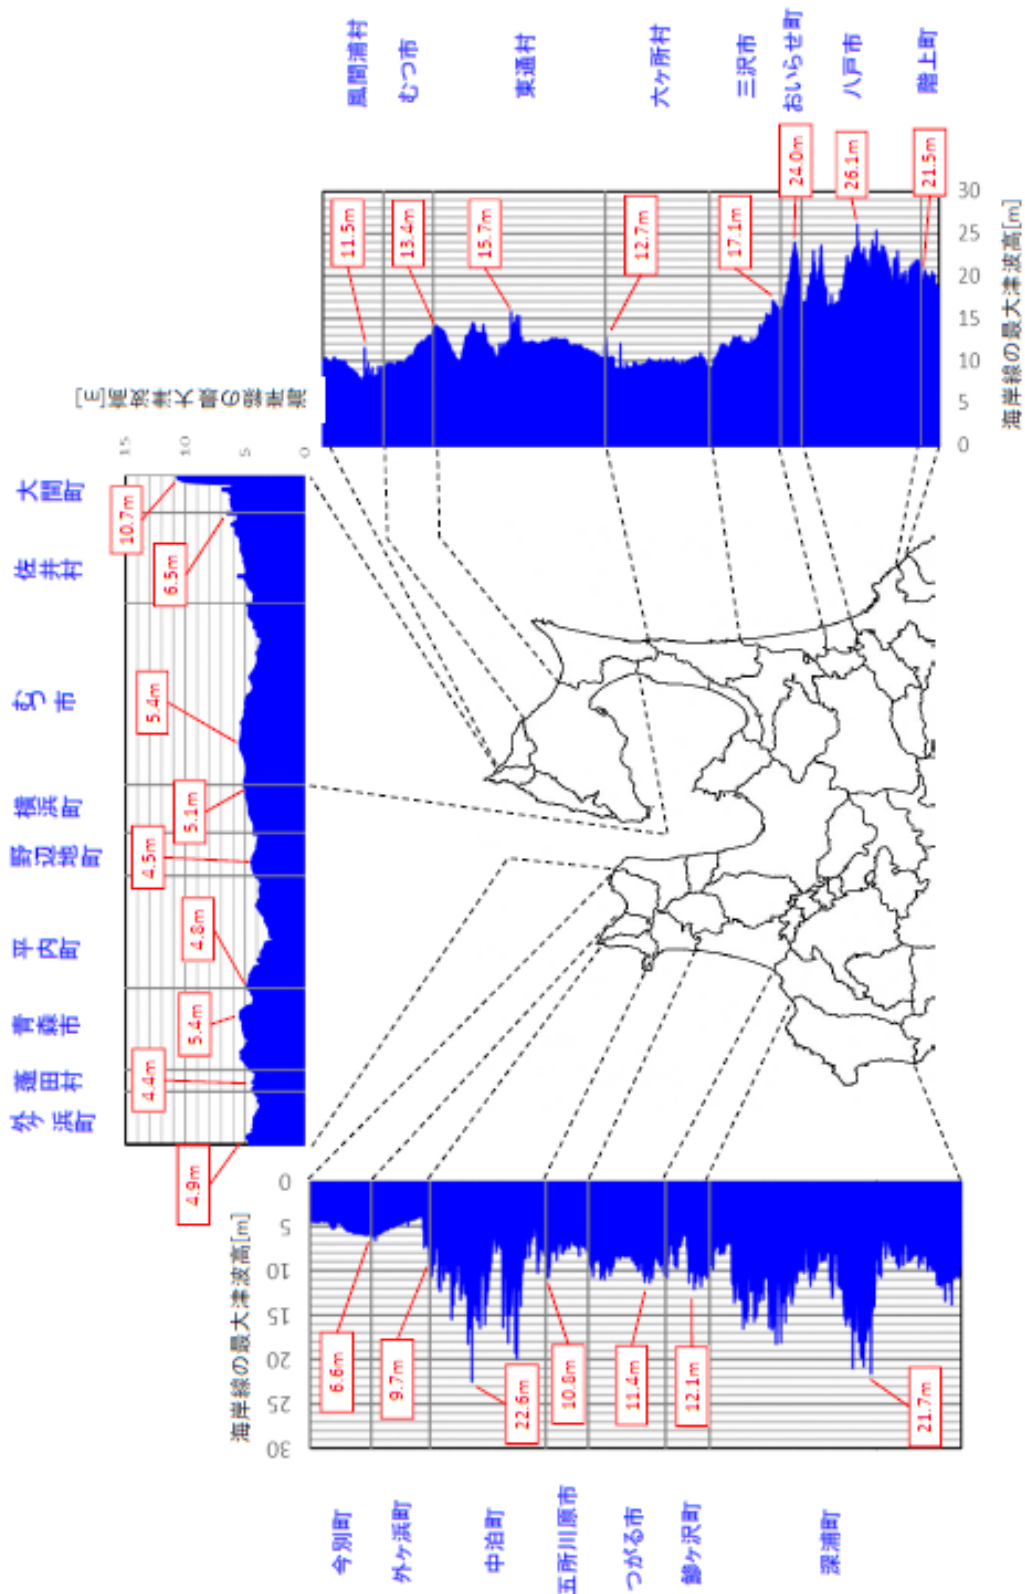 風間浦村
むつ市
東通村
六ヶ所村
三沢市
おいらせ町
八戸市
階上町
11.5m
13.4m
15.7m
12.7m
17.1m
24.0m
26.1m
21.5m
30
25
20
15
10
5
0
海岸線の最大津波高[m]
海岸線の最大津波高[m]
15
10
5
0
大間町
佐井村
むつ市
横浜町
野辺地町
平内町
青森市
蓬田村
外ヶ浜町
10.7m
6.5m
5.4m
5.1m
4.5m
4.8m
5.4m
4.4m
4.9m
海岸線の最大津波高[m]
0
5
10
15
20
25
30
6.6m
9.7m
22.6m
10.8m
11.4m
12.1m
21.7m
今別町
外ヶ浜町
中泊町
五所川原市
つがる市
鰺ヶ沢町
深浦町